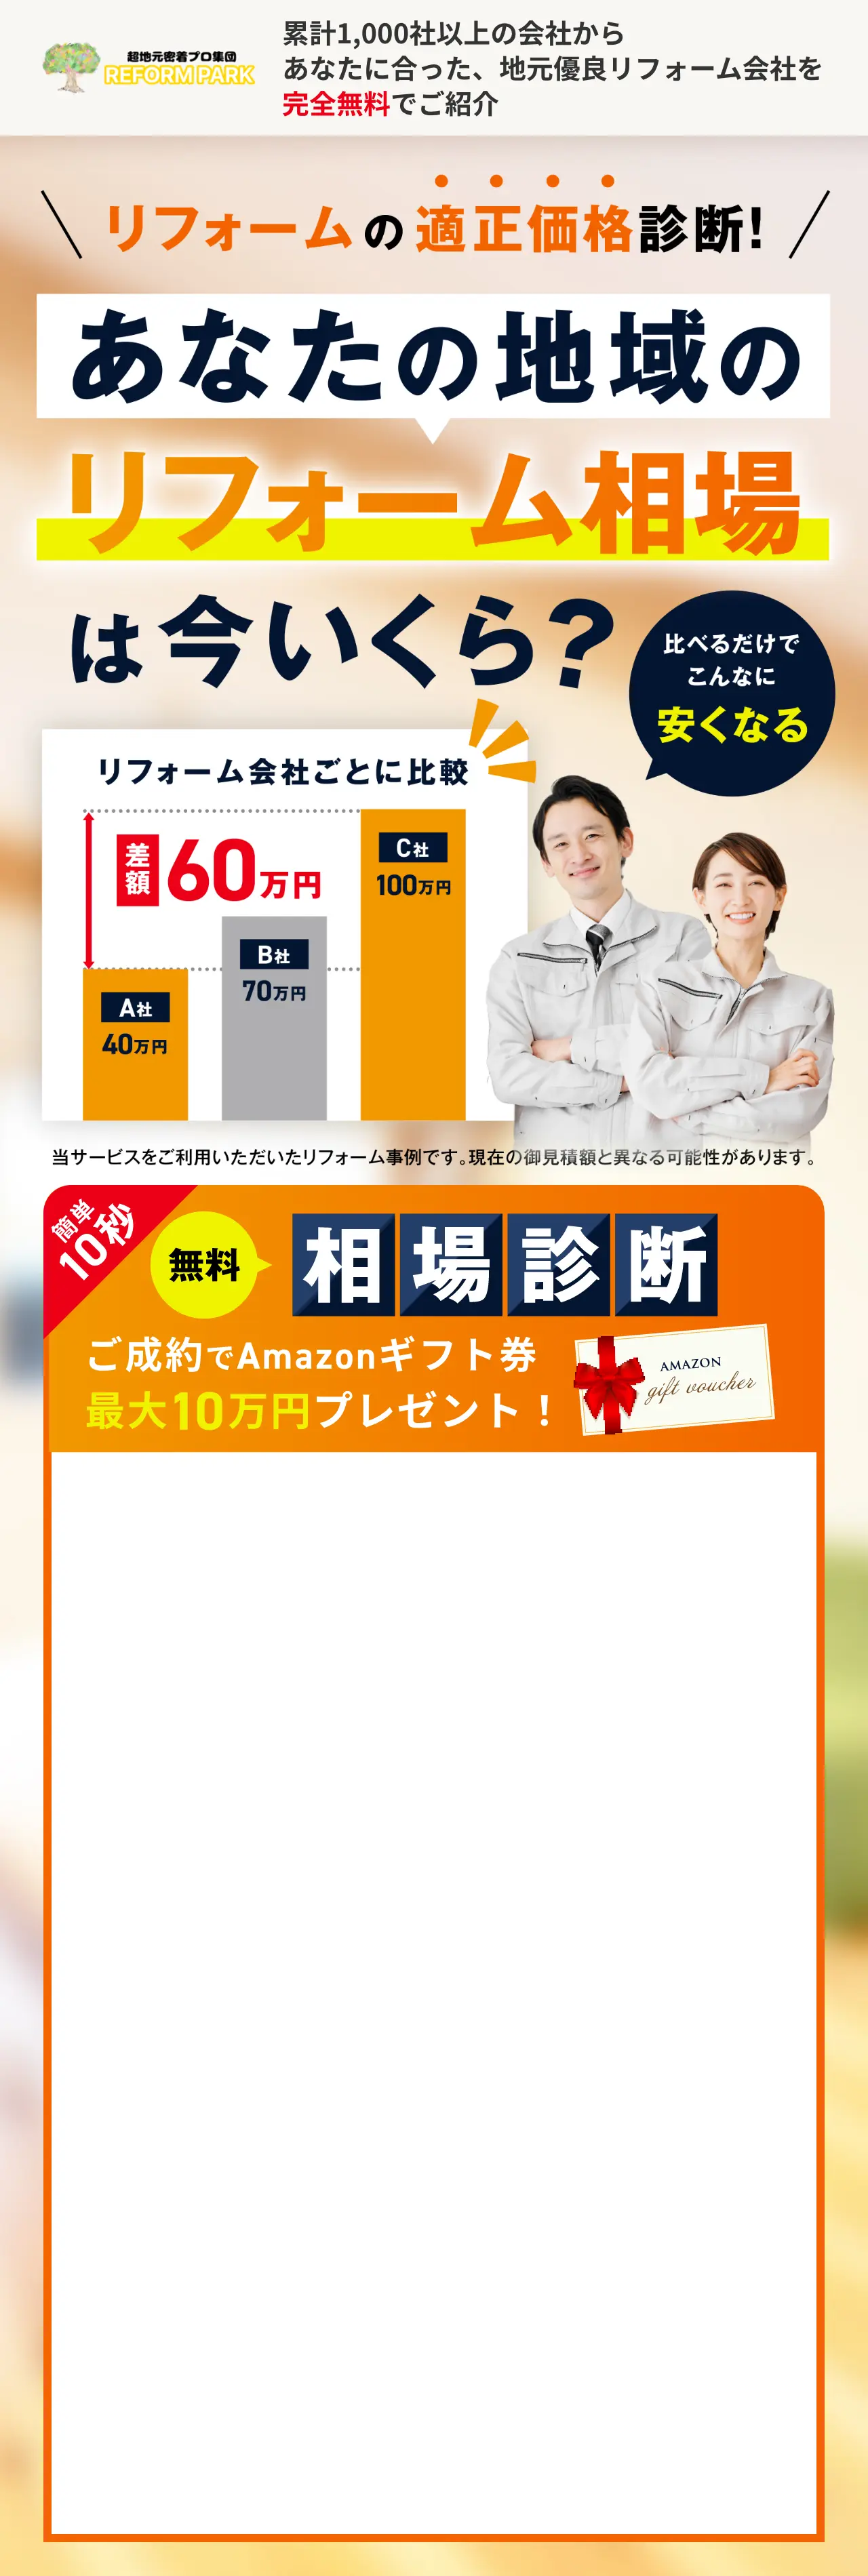 超地元密着プロ集団
REFORM PARK
累計1,000社以上の会社から
あなたに合った、地元優良リフォーム会社を
完全無料でご紹介
リフォームの適正価格診断!
あなたの地域の
リフォーム相場
は今いくら?
比べるだけで
こんなに
安くなる
リフォーム会社ごとに比較
差額
60万円
C社
100万円
B社
70万円
A社
40万円
当サービスをご利用いただいたリフォーム事例です。現在の御見積額と異なる可能性があります。
簡単
10秒
無料
相場診断
ご成約でAmazonギフト券
最大10万円プレゼント！
AMAZON
gift voucher